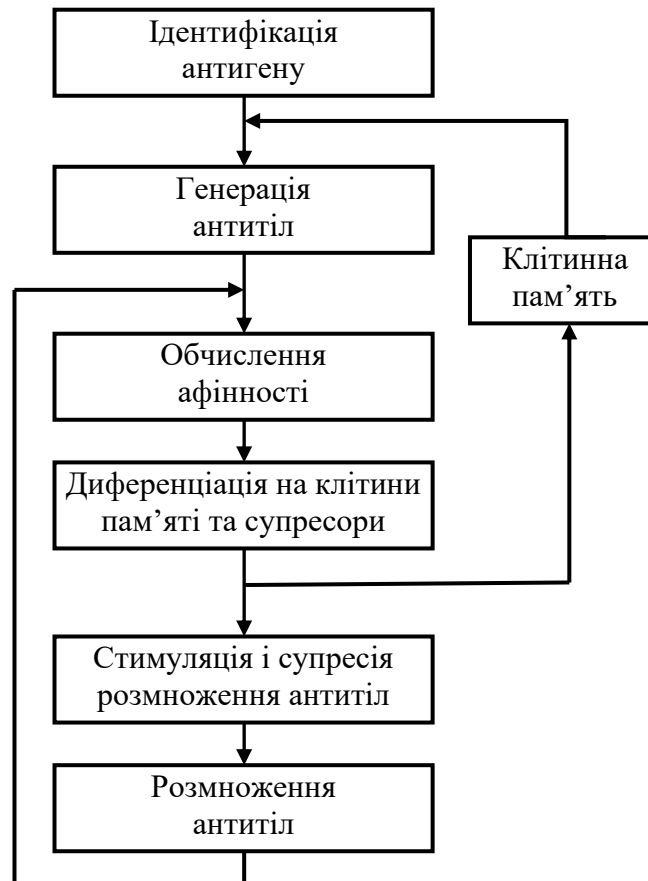 Ідентифікація
антигену
Генерація
антитіл
Клітинна
пам’ять
Обчислення
афінності
Диференціація на клітини
пам’яті та супресори
Стимуляція і супресія
розмноження антитіл
Розмноження
антитіл